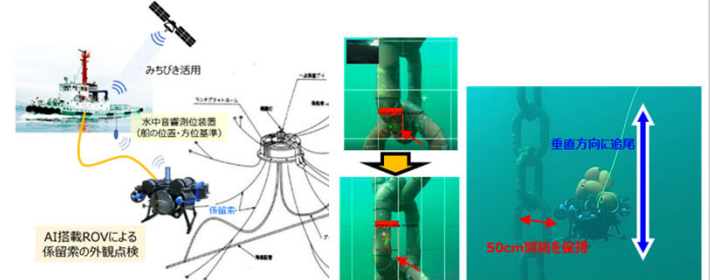 みちびき活用
水中音響測位装置
(船の位置・方位基準)
係留索
AI搭載ROVによる
係留索の外観点検
垂直方向に追尾
50cm間隔を保持